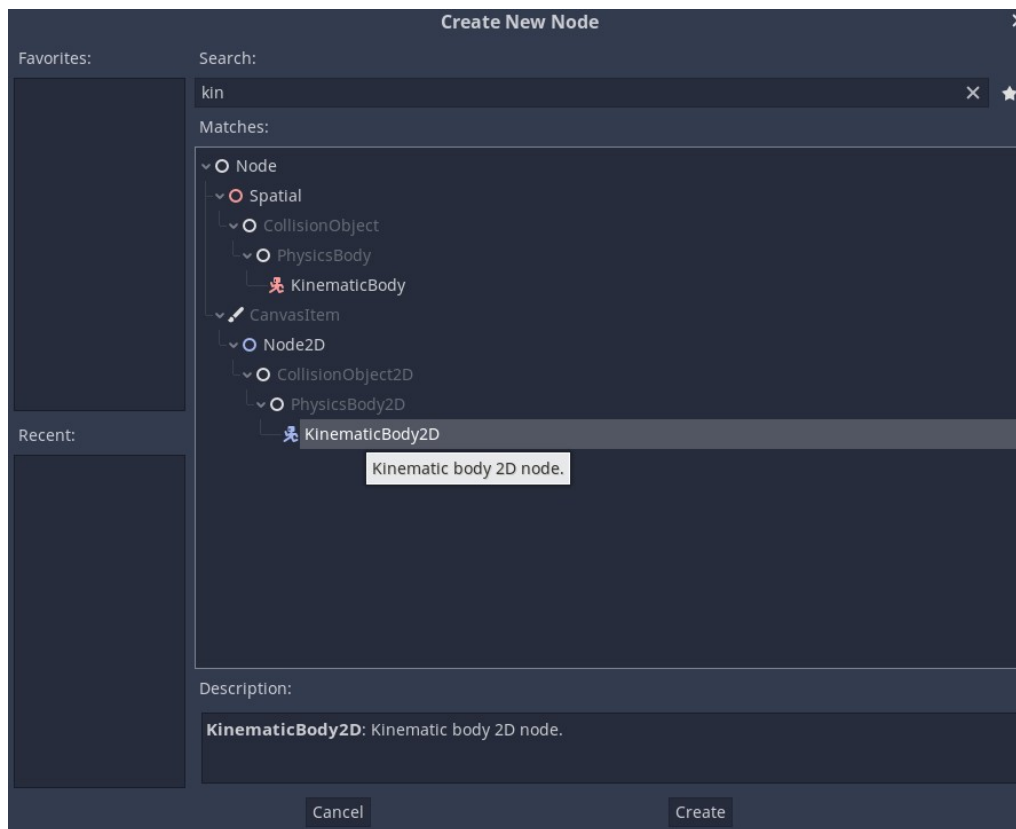 Create New Node
Favorites:
Search:
kin
Matches:
Node
Spatial
CollisionObject
PhysicsBody
KinematicBody
CanvasItem
Node2D
CollisionObject2D
PhysicsBody2D
Recent:
KinematicBody2D
Kinematic body 2D node.
Description:
KinematicBody2D: Kinematic body 2D node.
Cancel
Create